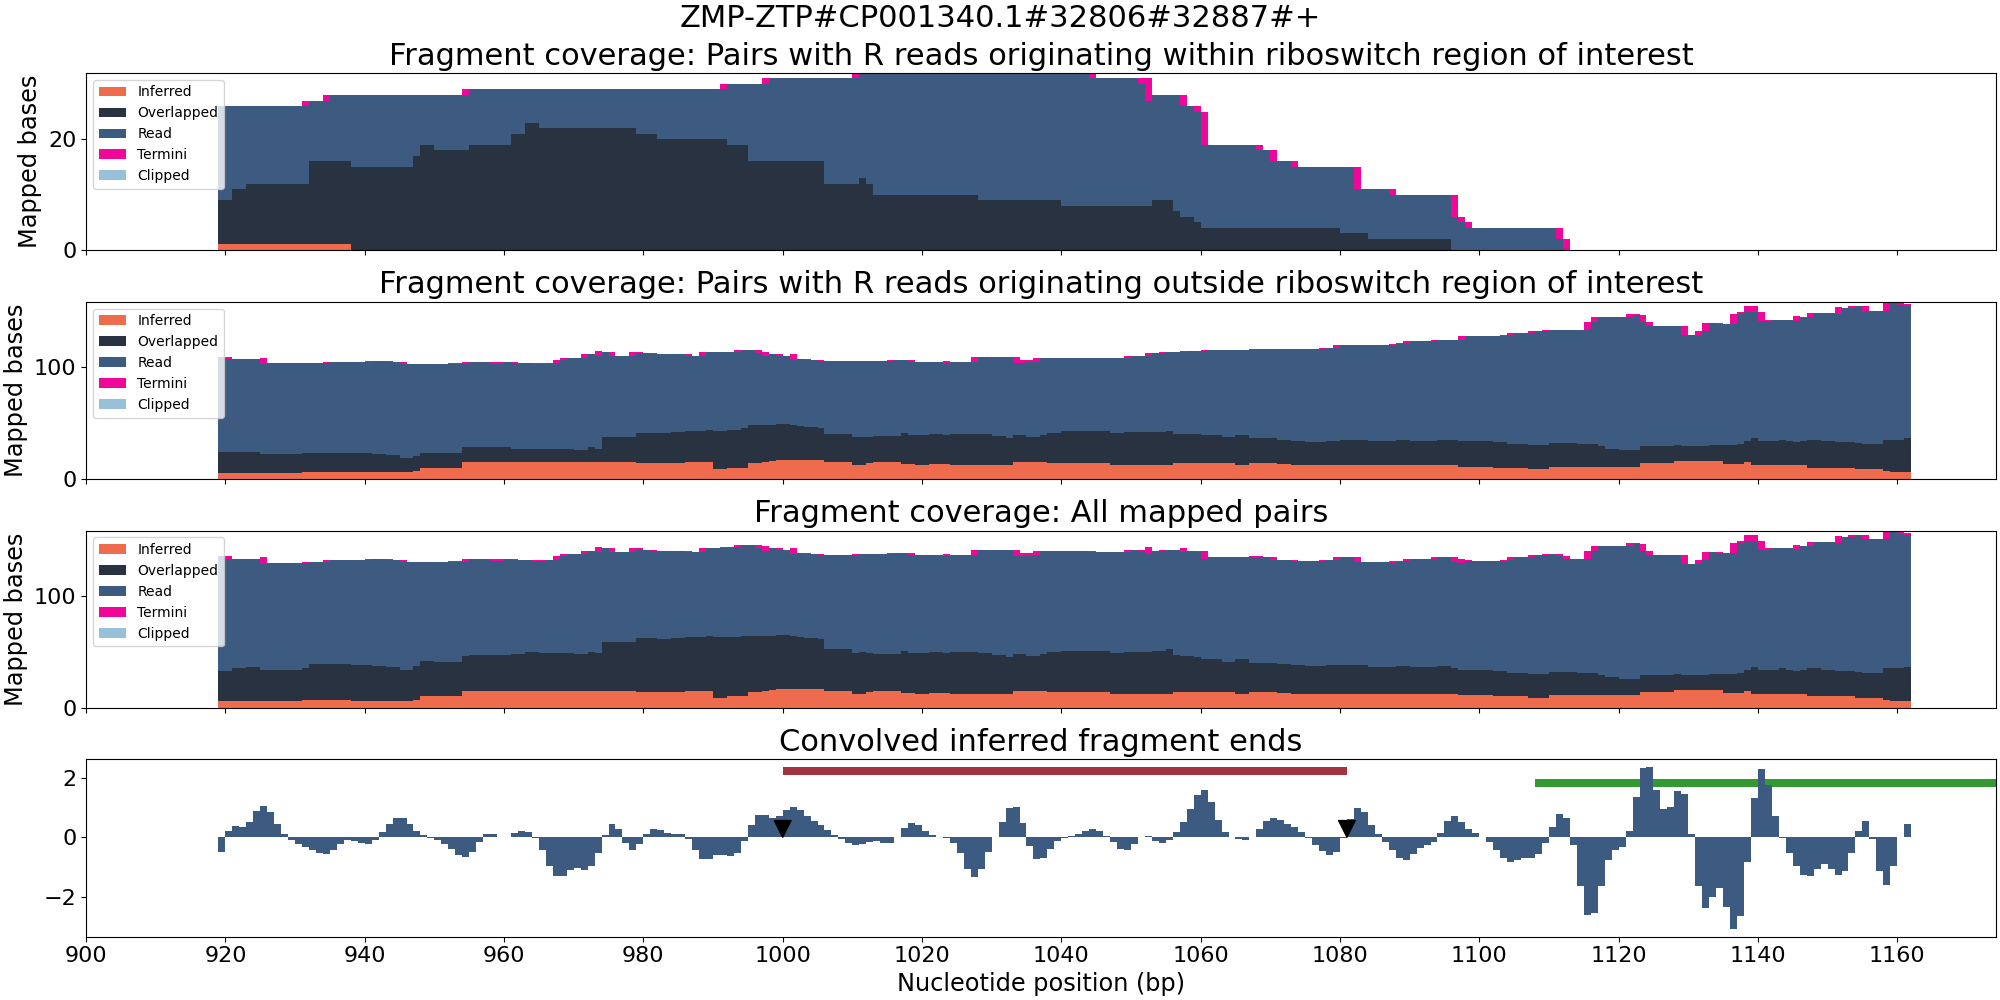 ZMP-ZTP#CP001340.1#32806#32887#+
Fragment coverage: Pairs with R reads originating within riboswitch region of interest
Mapped bases
20
0
Inferred
Overlapped
Read
Termini
Clipped
Fragment coverage: Pairs with R reads originating outside riboswitch region of interest
Mapped bases
100
0
Inferred
Overlapped
Read
Termini
Clipped
Fragment coverage: All mapped pairs
Mapped bases
100
0
Inferred
Overlapped
Read
Termini
Clipped
Convolved inferred fragment ends
2
0
−2
900 920 940 960 980 1000 1020 1040 1060 1080 1100 1120 1140 1160
Nucleotide position (bp)